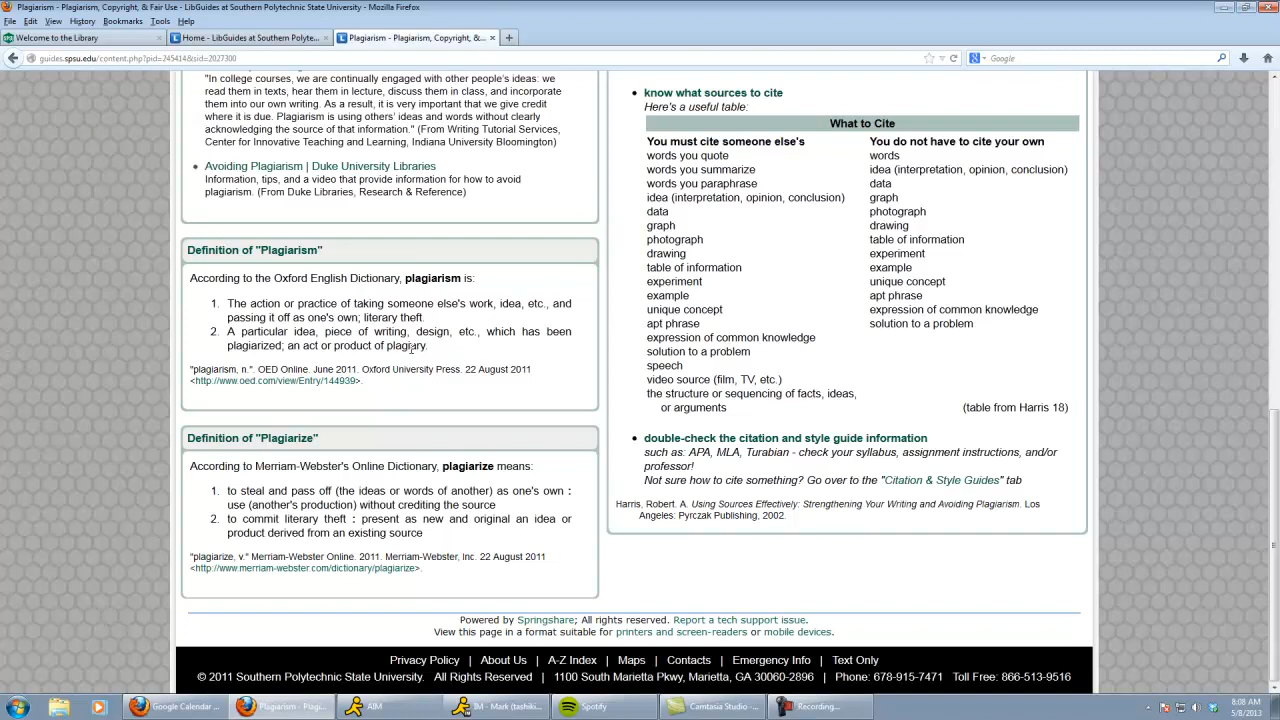 Plagiarism - Plagiarism, Copyright, & Fair Use - LibGuides at Southern Polytechnic State University - Mozilla Firefox
File Edit View History Bookmarks Tools Help
Welcome to the Library
Home - LibGuides at Southern Polyte...
Plagiarism - Plagiarism, Copyright, &...
guides.spsu.edu/content.php?pid=245414&sid=2027300
Google
"In college courses, we are continually engaged with other people's ideas: we
read them in texts, hear them in lecture, discuss them in class, and incorporate
them into our own writing. As a result, it is very important that we give credit
where it is due. Plagiarism is using others' ideas and words without clearly
acknowledging the source of that information." (From Writing Tutorial Services,
Center for Innovative Teaching and Learning, Indiana University Bloomington)
• Avoiding Plagiarism | Duke University Libraries
Information, tips, and a video that provide information for how to avoid
plagiarism. (From Duke Libraries, Research & Reference)
Definition of "Plagiarism"
According to the Oxford English Dictionary, plagiarism is:
1. The action or practice of taking someone else's work, idea, etc., and
passing it off as one's own; literary theft.
2. A particular idea, piece of writing, design, etc., which has been
plagiarized; an act or product of plagiary.
"plagiarism, n.". OED Online. June 2011. Oxford University Press. 22 August 2011
<http://www.oed.com/view/Entry/144939>.
Definition of "Plagiarize"
According to Merriam-Webster's Online Dictionary, plagiarize means:
1. to steal and pass off (the ideas or words of another) as one's own :
use (another's production) without crediting the source
2. to commit literary theft : present as new and original an idea or
product derived from an existing source
"plagiarize, v." Merriam-Webster Online. 2011. Merriam-Webster, Inc. 22 August 2011
<http://www.merriam-webster.com/dictionary/plagiarize>.
• know what sources to cite
Here's a useful table:
What to Cite
You must cite someone else's You do not have to cite your own
words you quote words
words you summarize idea (interpretation, opinion, conclusion)
words you paraphrase data
idea (interpretation, opinion, conclusion) graph
data photograph
graph drawing
photograph table of information
drawing experiment
table of information example
experiment unique concept
example apt phrase
unique concept expression of common knowledge
apt phrase solution to a problem
expression of common knowledge
solution to a problem
speech
video source (film, TV, etc.)
the structure or sequencing of facts, ideas,
or arguments (table from Harris 18)
• double-check the citation and style guide information
such as: APA, MLA, Turabian - check your syllabus, assignment instructions, and/or
professor!
Not sure how to cite something? Go over to the "Citation & Style Guides" tab
Harris, Robert. A. Using Sources Effectively: Strengthening Your Writing and Avoiding Plagiarism. Los
Angeles: Pyrczak Publishing, 2002.
Powered by Springshare; All rights reserved. Report a tech support issue.
View this page in a format suitable for printers and screen-readers or mobile devices.
Privacy Policy | About Us | A-Z Index | Maps | Contacts | Emergency Info | Text Only
© 2011 Southern Polytechnic State University. All Rights Reserved | 1100 South Marietta Pkwy, Marietta, GA 30060-2896 | Phone: 678-915-7471 Toll Free: 866-513-9516
Google Calendar ...
Plagiarism - Plagi...
AIM
IM - Mark (tashiki...
Spotify
Camtasia Studio - ...
Recording...
8:08 AM
5/8/2013